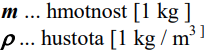 m ... hmotnost [1 kg ]
ρ ... hustota [1 kg / m³ ]